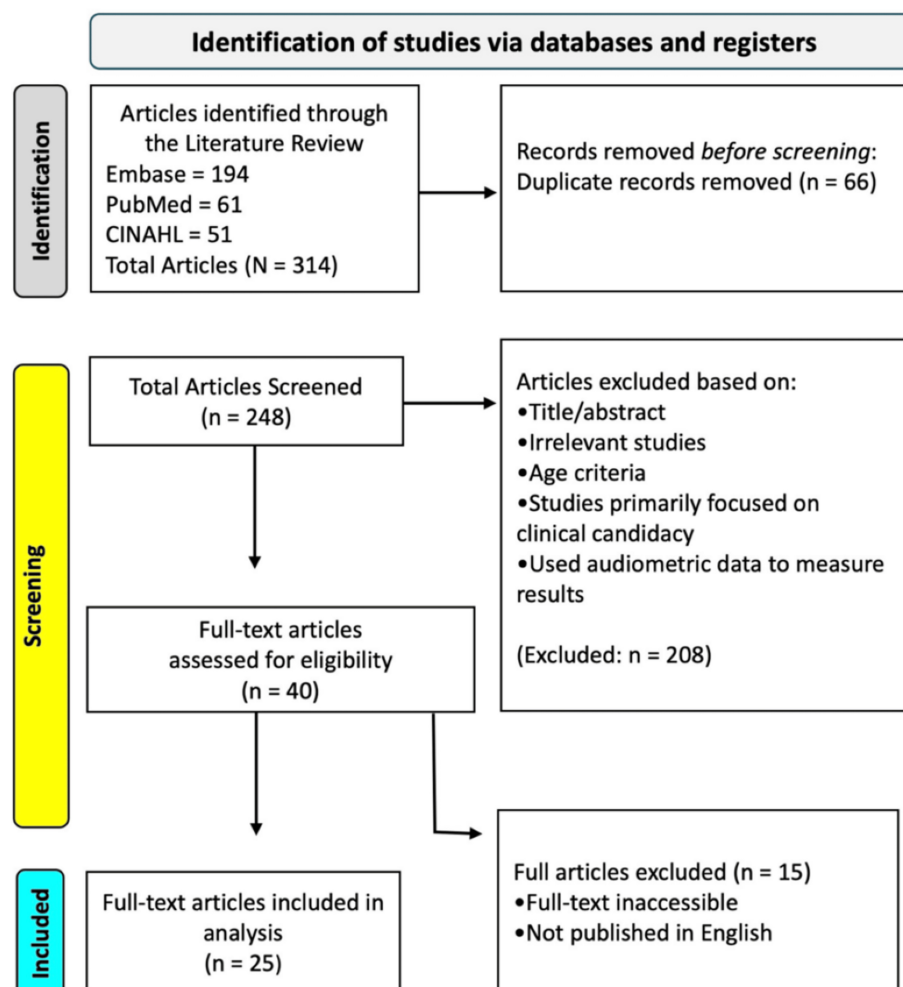 Identification of studies via databases and registers
Identification
Articles identified through
the Literature Review
Embase = 194
PubMed = 61
CINAHL = 51
Total Articles (N = 314)
Records removed before screening:
Duplicate records removed (n = 66)
Screening
Total Articles Screened
(n = 248)
Articles excluded based on:
•Title/abstract
•Irrelevant studies
•Age criteria
•Studies primarily focused on
clinical candidacy
•Used audiometric data to measure
results
(Excluded: n = 208)
Full-text articles
assessed for eligibility
(n = 40)
Full articles excluded (n = 15)
•Full-text inaccessible
•Not published in English
Included
Full-text articles included in
analysis
(n = 25)